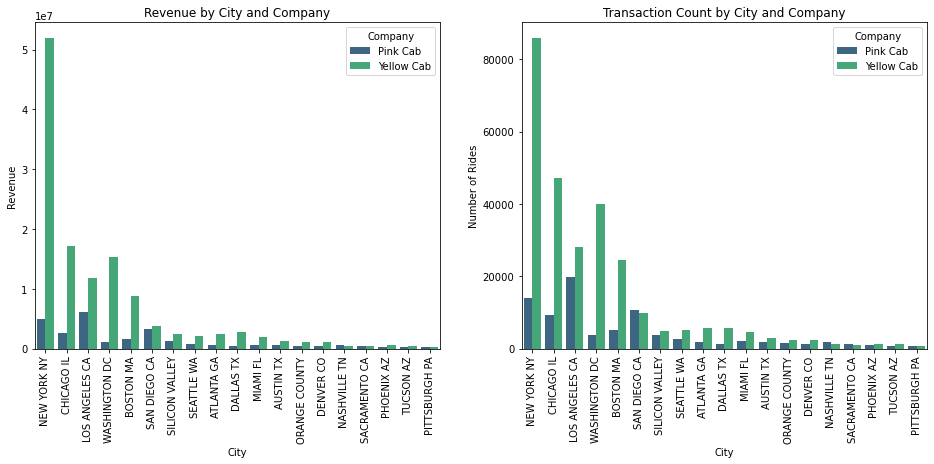 Revenue by City and Company
1e7
Revenue
5
4
3
2
1
0
Company
Pink Cab
Yellow Cab
NEW YORK NY
CHICAGO IL
LOS ANGELES CA
WASHINGTON DC
BOSTON MA
SAN DIEGO CA
SILICON VALLEY
SEATTLE WA
ATLANTA GA
DALLAS TX
MIAMI FL
AUSTIN TX
ORANGE COUNTY
DENVER CO
NASHVILLE TN
SACRAMENTO CA
PHOENIX AZ
TUCSON AZ
PITTSBURGH PA
City
Transaction Count by City and Company
Number of Rides
80000
60000
40000
20000
0
Company
Pink Cab
Yellow Cab
NEW YORK NY
CHICAGO IL
LOS ANGELES CA
WASHINGTON DC
BOSTON MA
SAN DIEGO CA
SILICON VALLEY
SEATTLE WA
ATLANTA GA
DALLAS TX
MIAMI FL
AUSTIN TX
ORANGE COUNTY
DENVER CO
NASHVILLE TN
SACRAMENTO CA
PHOENIX AZ
TUCSON AZ
PITTSBURGH PA
City